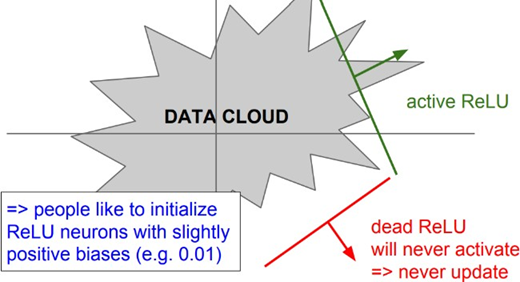 DATA CLOUD
active ReLU
=> people like to initialize
ReLU neurons with slightly
positive biases (e.g. 0.01)
dead ReLU
will never activate
=> never update